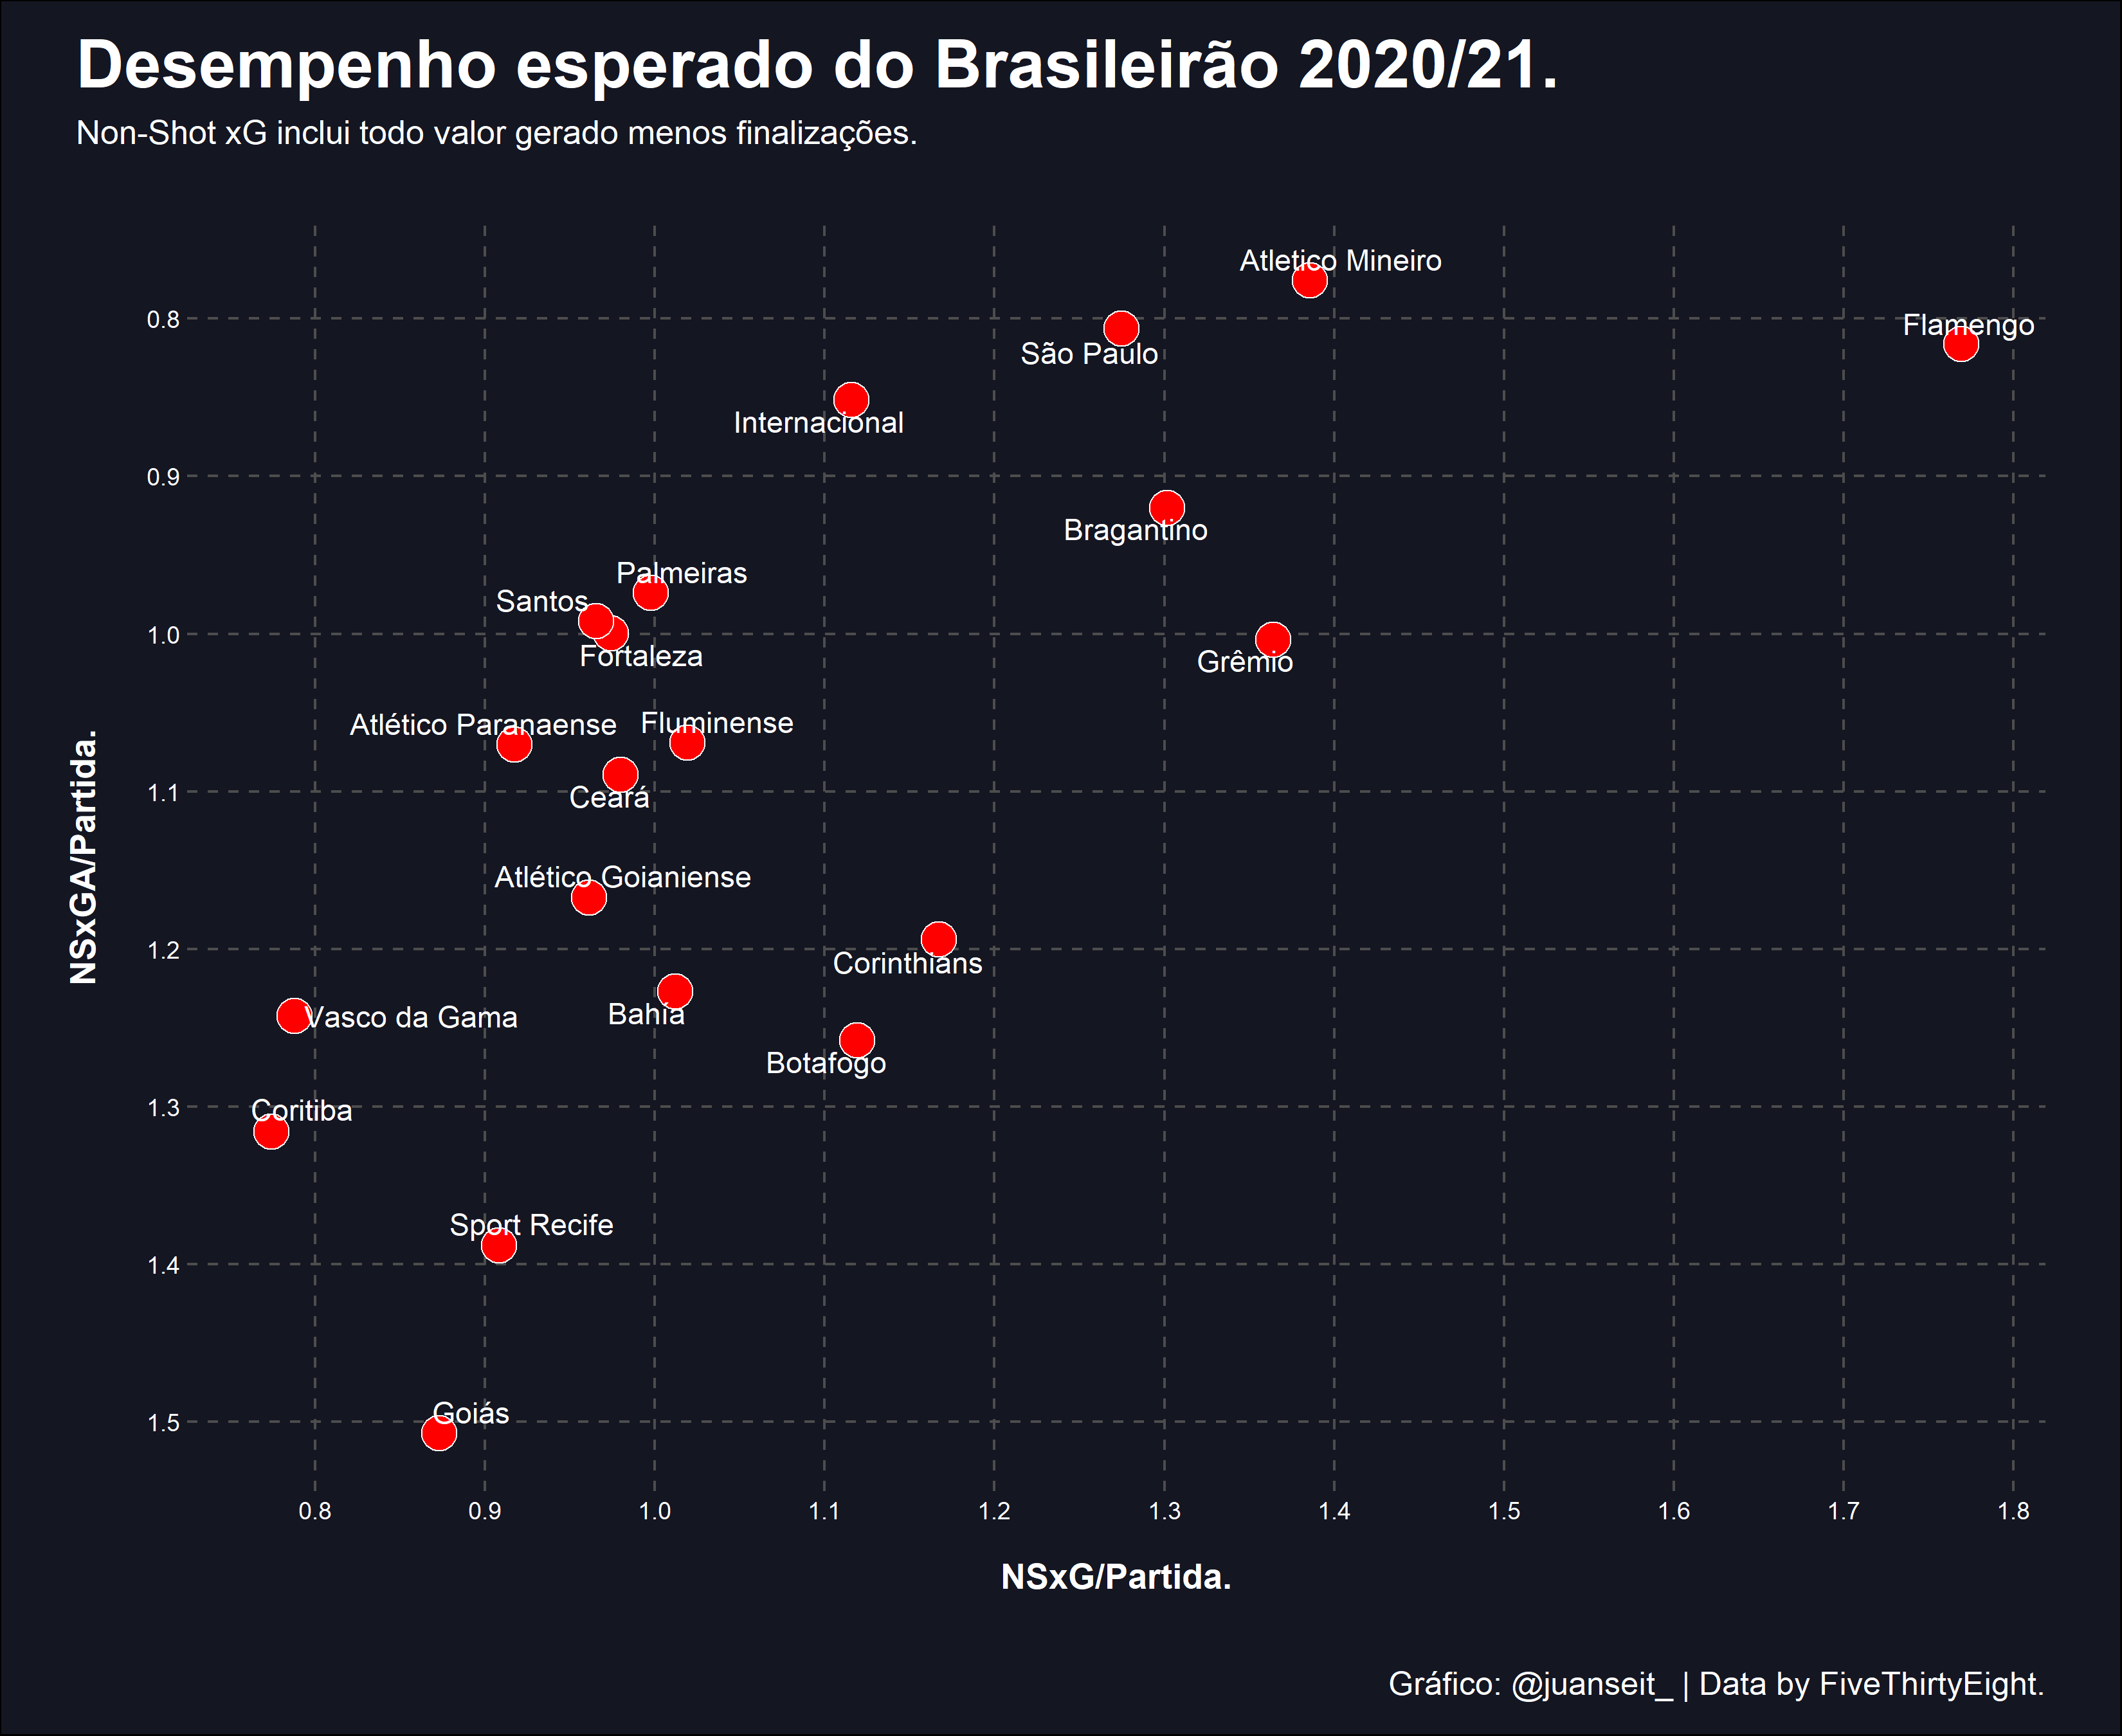 Desempenho esperado do Brasileirão 2020/21.
Non-Shot xG inclui todo valor gerado menos finalizações.
Atletico Mineiro
0.8
Flamengo
São Paulo
Internacional
0.9
Bragantino
Palmeiras
Santos
1.0
Fortaleza
Grêmio
Atlético Paranaense
Fluminense
NSxGA/Partida.
1.1
Ceará
Atlético Goianiense
1.2
Corinthians
Bahía
Vasco da Gama
Botafogo
1.3
Coritiba
Sport Recife
1.4
Goiás
1.5
0.8 0.9 1.0 1.1 1.2 1.3 1.4 1.5 1.6 1.7 1.8
NSxG/Partida.
Gráfico: @juanseit_ | Data by FiveThirtyEight.